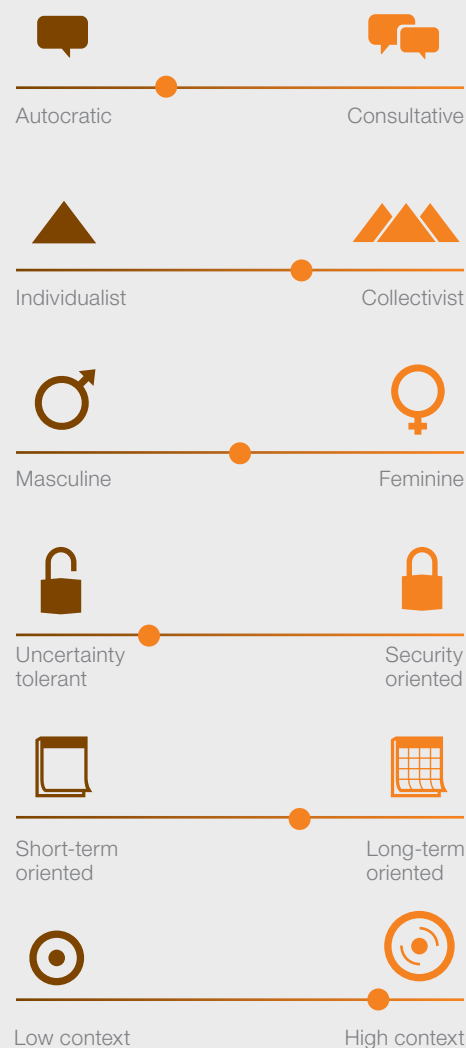 Autocratic Consultative
Individualist Collectivist
Masculine Feminine
Uncertainty Security
tolerant oriented
Short-term Long-term
oriented oriented
Low context High context